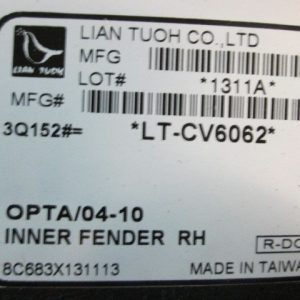 LIAN TUOH CO.,LTD
LIAN TUOH
MFG
LOT# *1311A*
MFG#
3Q152#= *LT-CV6062*
OPTA/04-10
INNER FENDER RH
8C683X131113 MADE IN TAIWA